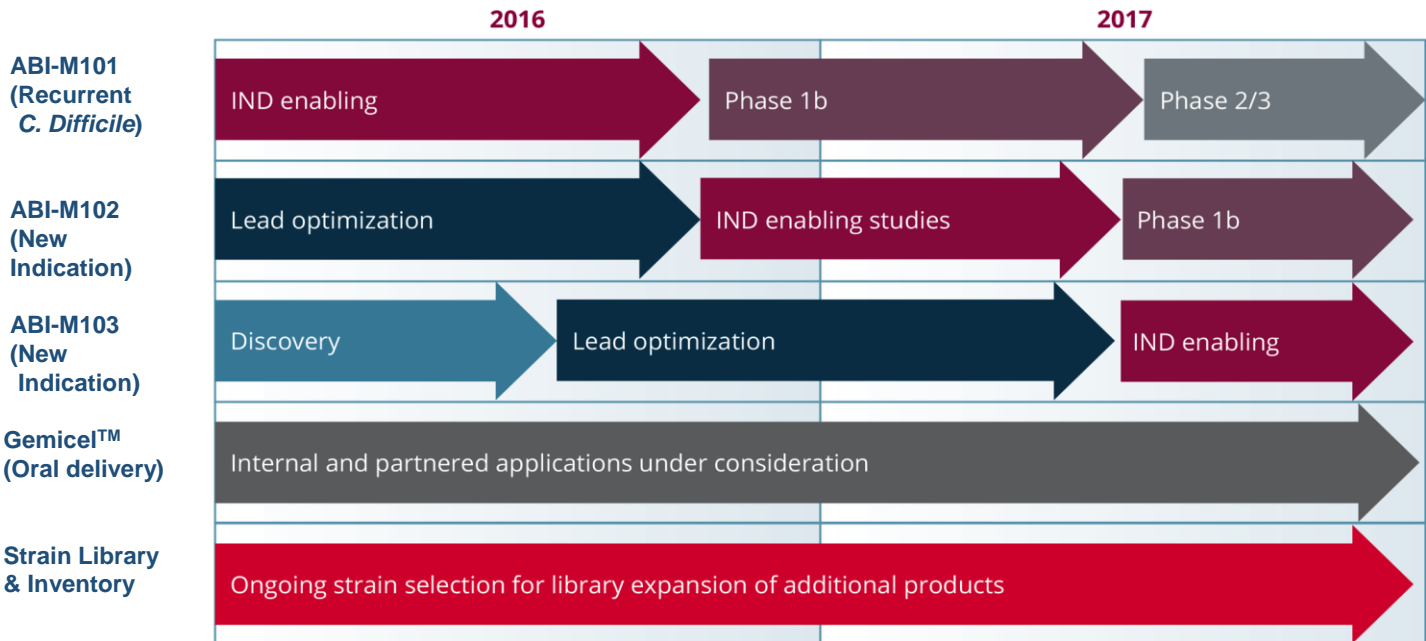 2016
2017
ABI-M101
(Recurrent
C. Difficile)
IND enabling
Phase 1b
Phase 2/3
ABI-M102
(New
Indication)
Lead optimization
IND enabling studies
Phase 1b
ABI-M103
(New
Indication)
Discovery
Lead optimization
IND enabling
Gemicel™
(Oral delivery)
Internal and partnered applications under consideration
Strain Library
& Inventory
Ongoing strain selection for library expansion of additional products